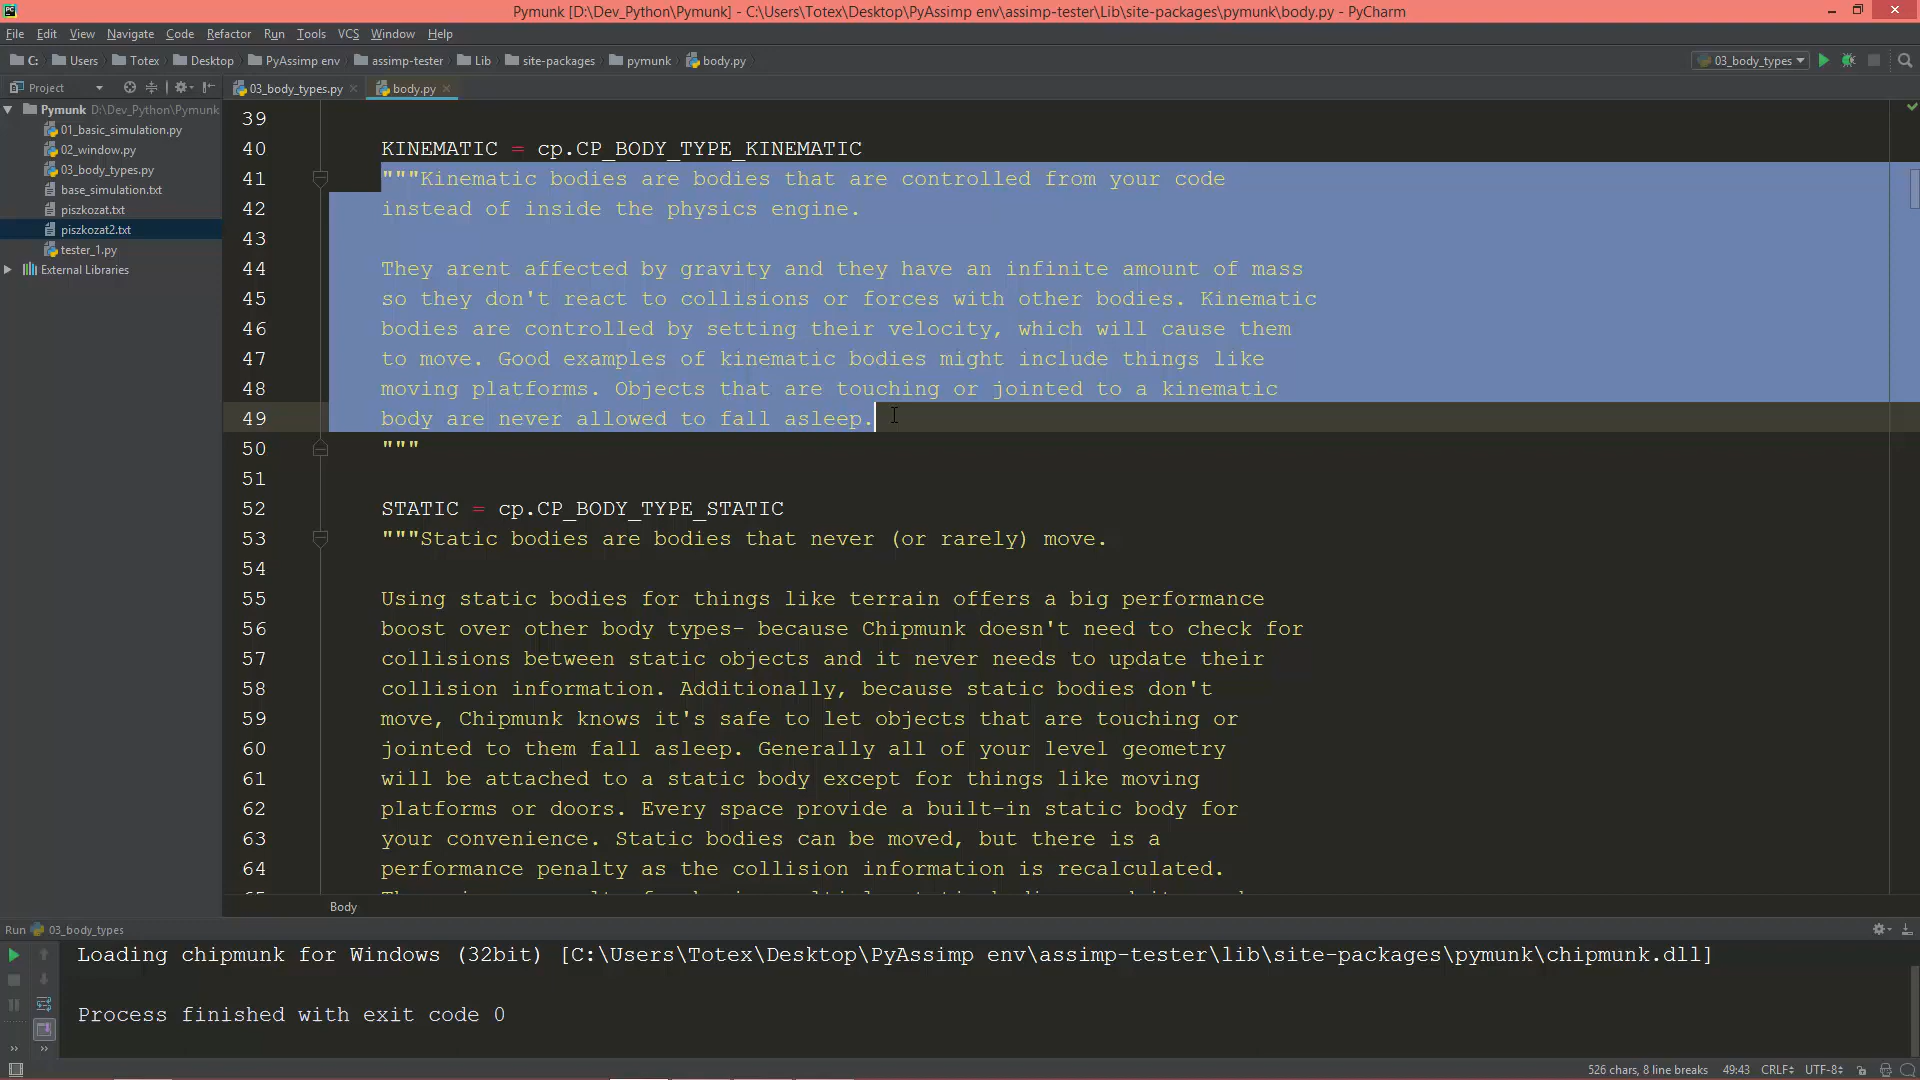 Pymunk [D:\Dev_Python\Pymunk] - C:\Users\Totex\Desktop\PyAssimp env\assimp-tester\Lib\site-packages\pymunk\body.py - PyCharm
File Edit View Navigate Code Refactor Run Tools VCS Window Help
C: Users Totex Desktop PyAssimp env assimp-tester Lib site-packages pymunk body.py 03_body_types
Project 03_body_types.py body.py
Pymunk D:\Dev_Python\Pymunk
01_basic_simulation.py
02_window.py
03_body_types.py
base_simulation.txt
piszkozat.txt
piszkozat2.txt
tester_1.py
External Libraries
39
40 KINEMATIC = cp.CP_BODY_TYPE_KINEMATIC
41 """Kinematic bodies are bodies that are controlled from your code
42 instead of inside the physics engine.
43
44 They arent affected by gravity and they have an infinite amount of mass
45 so they don't react to collisions or forces with other bodies. Kinematic
46 bodies are controlled by setting their velocity, which will cause them
47 to move. Good examples of kinematic bodies might include things like
48 moving platforms. Objects that are touching or jointed to a kinematic
49 body are never allowed to fall asleep.
50 """
51
52 STATIC = cp.CP_BODY_TYPE_STATIC
53 """Static bodies are bodies that never (or rarely) move.
54
55 Using static bodies for things like terrain offers a big performance
56 boost over other body types- because Chipmunk doesn't need to check for
57 collisions between static objects and it never needs to update their
58 collision information. Additionally, because static bodies don't
59 move, Chipmunk knows it's safe to let objects that are touching or
60 jointed to them fall asleep. Generally all of your level geometry
61 will be attached to a static body except for things like moving
62 platforms or doors. Every space provide a built-in static body for
63 your convenience. Static bodies can be moved, but there is a
64 performance penalty as the collision information is recalculated.
Body
Run 03_body_types
Loading chipmunk for Windows (32bit) [C:\Users\Totex\Desktop\PyAssimp env\assimp-tester\lib\site-packages\pymunk\chipmunk.dll]
Process finished with exit code 0
526 chars, 8 line breaks 49:43 CRLF UTF-8